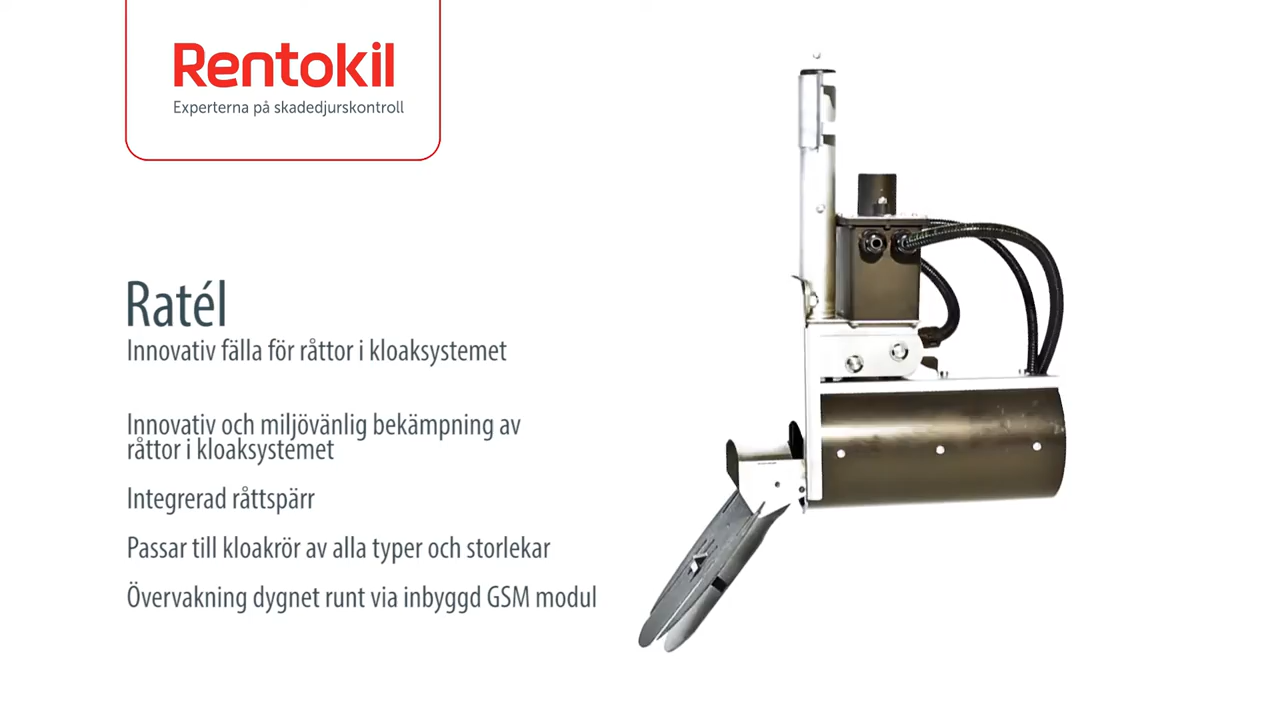 Rentokil
Experterna på skadedjurskontroll
Ratél
Innovativ fälla för råttor i kloaksystemet
Innovativ och miljövänlig bekämpning av
råttor i kloaksystemet
Integrerad råttspärr
Passar till kloakrör av alla typer och storlekar
Övervakning dygnet runt via inbyggd GSM modul